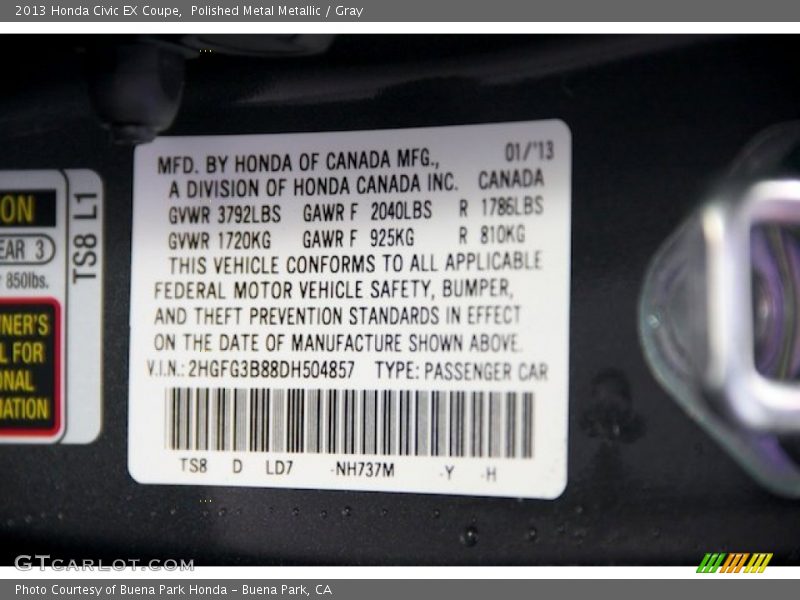 2013 Honda Civic EX Coupe,  Polished Metal Metallic / Gray
MFD. BY HONDA OF CANADA MFG., 01/'13
A DIVISION OF HONDA CANADA INC. CANADA
GVWR 3792LBS GAWR F 2040LBS R 1786LBS
GVWR 1720KG GAWR F 925KG R 810KG
THIS VEHICLE CONFORMS TO ALL APPLICABLE
FEDERAL MOTOR VEHICLE SAFETY, BUMPER,
AND THEFT PREVENTION STANDARDS IN EFFECT
ON THE DATE OF MANUFACTURE SHOWN ABOVE.
V.I.N.: 2HGFG3B88DH504857 TYPE: PASSENGER CAR
TS8 D LD7 -NH737M -Y -H
ON
EAR 3
850lbs.
NER'S
L FOR
ONAL
MATION
TS8 L1
GTcarlot.com
Photo Courtesy of Buena Park Honda – Buena Park, CA